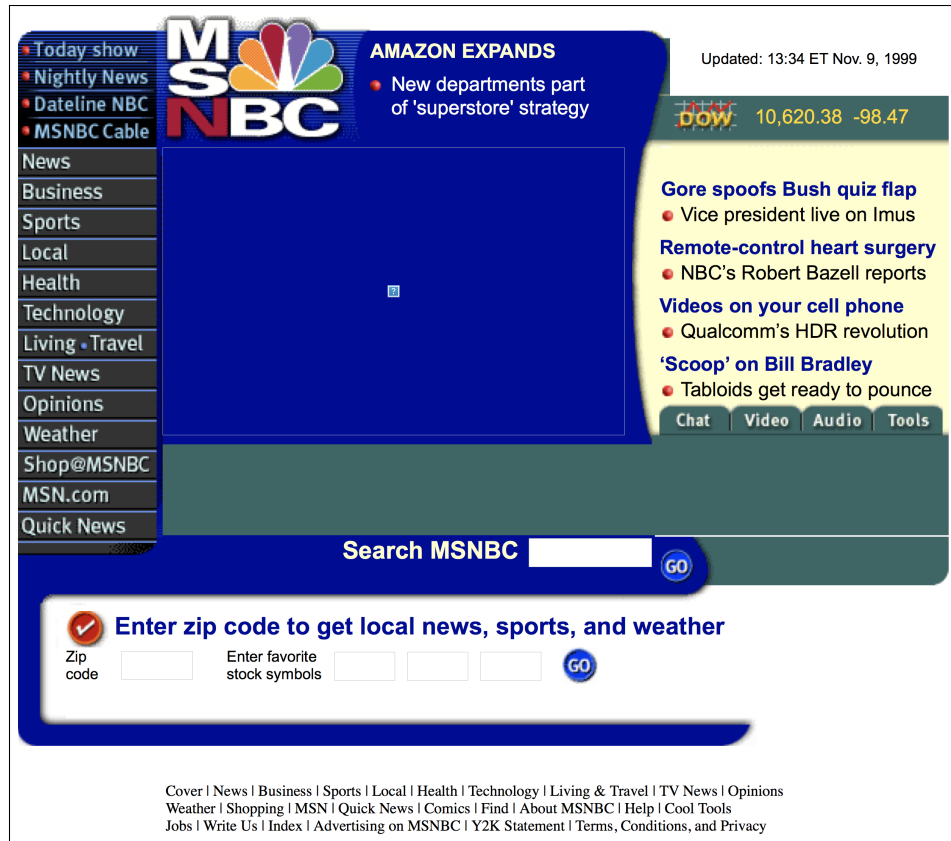 Today show
Nightly News
Dateline NBC
MSNBC Cable
News
Business
Sports
Local
Health
Technology
Living • Travel
TV News
Opinions
Weather
Shop@MSNBC
MSN.com
Quick News
MSNBC
AMAZON EXPANDS
New departments part
of 'superstore' strategy
Updated: 13:34 ET Nov. 9, 1999
DOW 10,620.38 -98.47
Gore spoofs Bush quiz flap
Vice president live on Imus
Remote-control heart surgery
NBC’s Robert Bazell reports
Videos on your cell phone
Qualcomm’s HDR revolution
‘Scoop’ on Bill Bradley
Tabloids get ready to pounce
Chat | Video | Audio | Tools
?
Search MSNBC GO
Enter zip code to get local news, sports, and weather
Zip
code
Enter favorite
stock symbols
GO
Cover | News | Business | Sports | Local | Health | Technology | Living & Travel | TV News | Opinions
Weather | Shopping | MSN | Quick News | Comics | Find | About MSNBC | Help | Cool Tools
Jobs | Write Us | Index | Advertising on MSNBC | Y2K Statement | Terms, Conditions, and Privacy